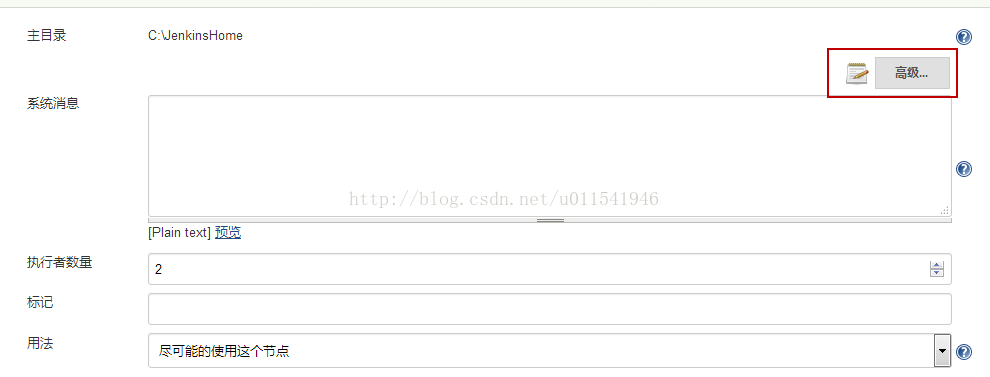 主目录 C:\JenkinsHome
高级...
系统消息
http://blog.csdn.net/u011541946
[Plain text] 预览
执行者数量 2
标记
用法 尽可能的使用这个节点